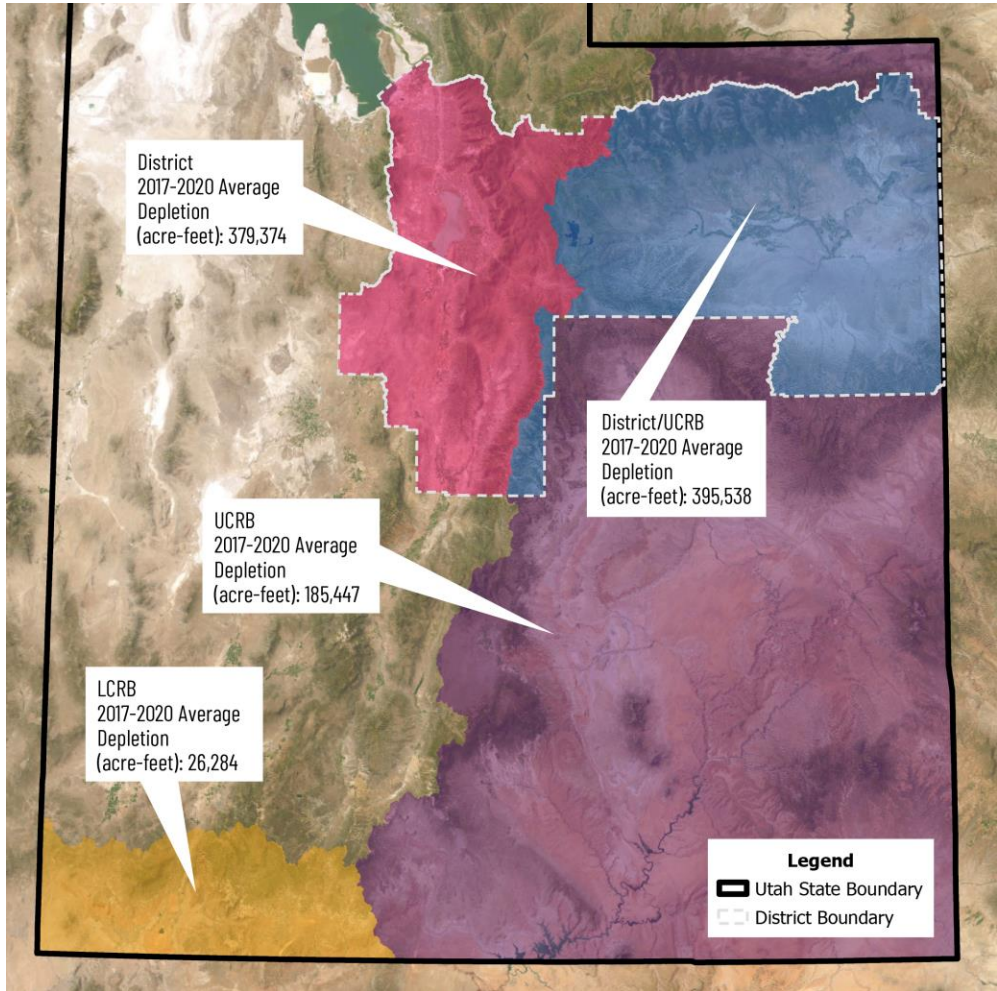 District
2017-2020 Average
Depletion
(acre-feet): 379,374
District/UCRB
2017-2020 Average
Depletion
(acre-feet): 395,538
UCRB
2017-2020 Average
Depletion
(acre-feet): 185,447
LCRB
2017-2020 Average
Depletion
(acre-feet): 26,284
Legend
Utah State Boundary
District Boundary